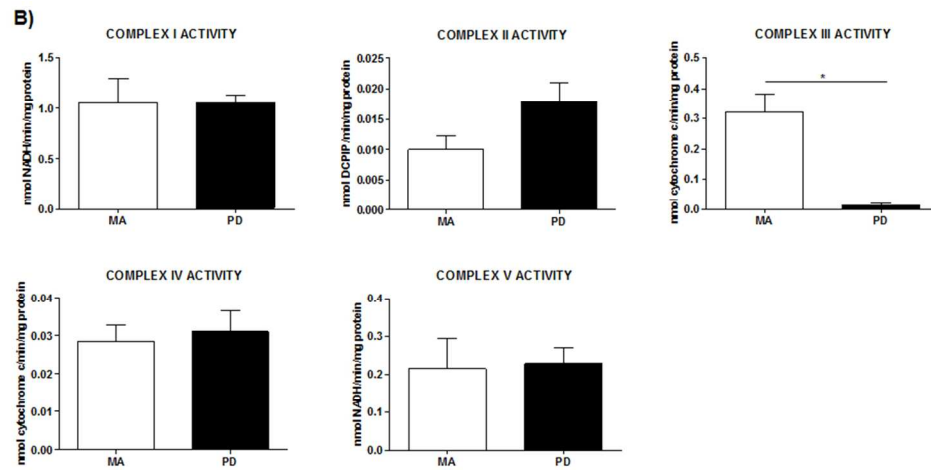 B)
COMPLEX I ACTIVITY
nmol NADH/min/mg protein
1.5
1.0
0.5
0.0
MA PD
COMPLEX II ACTIVITY
nmol DCPIP/min/mg protein
0.025
0.020
0.015
0.010
0.005
0.000
MA PD
COMPLEX III ACTIVITY
nmol cytochrome c/min/mg protein
0.5
0.4
0.3
0.2
0.1
0.0
*
MA PD
COMPLEX IV ACTIVITY
nmol cytochrome c/min/mg protein
0.04
0.03
0.02
0.01
0.00
MA PD
COMPLEX V ACTIVITY
nmol NADH/min/mg protein
0.4
0.3
0.2
0.1
0.0
MA PD